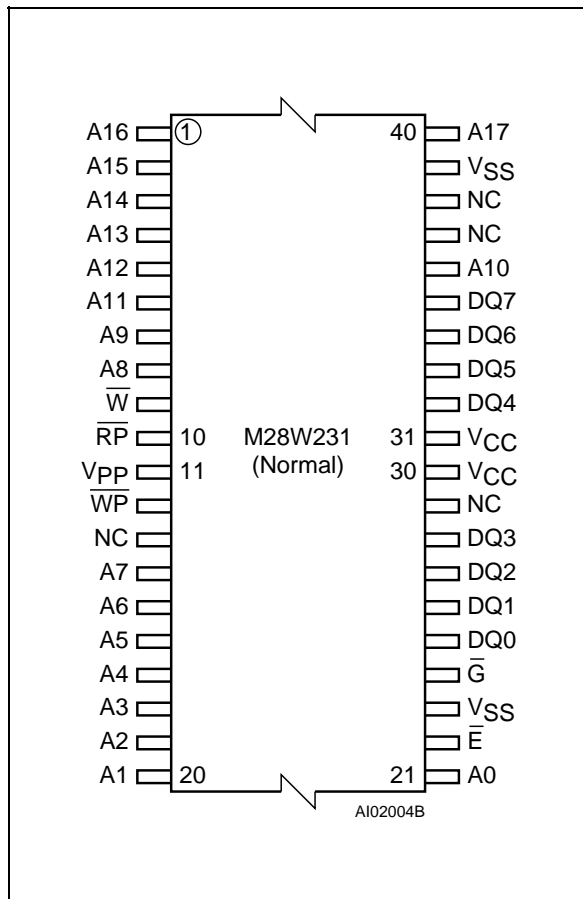 A16 1 40 A17
A15 VSS
A14 NC
A13 NC
A12 A10
A11 DQ7
A9 DQ6
A8 DQ5
W̅ DQ4
R̅P̅ 10 M28W231 31 VCC
VPP 11 (Normal) 30 VCC
W̅P̅ NC
NC DQ3
A7 DQ2
A6 DQ1
A5 DQ0
A4 G̅
A3 VSS
A2 E̅
A1 20 21 A0
AI02004B